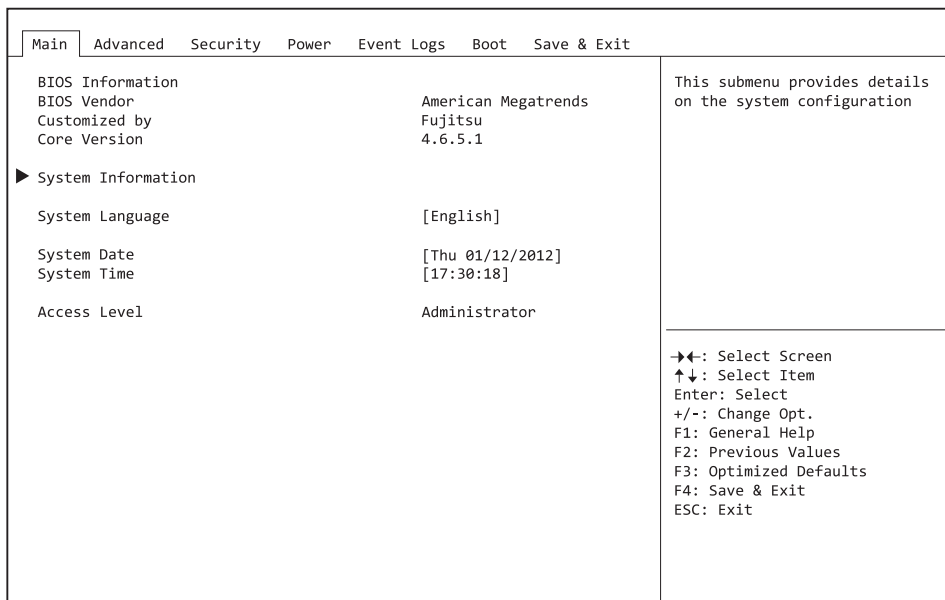 Main Advanced Security Power Event Logs Boot Save & Exit
BIOS Information
BIOS Vendor American Megatrends
Customized by Fujitsu
Core Version 4.6.5.1
▶ System Information
System Language [English]
System Date [Thu 01/12/2012]
System Time [17:30:18]
Access Level Administrator
This submenu provides details
on the system configuration
→←: Select Screen
↑↓: Select Item
Enter: Select
+/-: Change Opt.
F1: General Help
F2: Previous Values
F3: Optimized Defaults
F4: Save & Exit
ESC: Exit